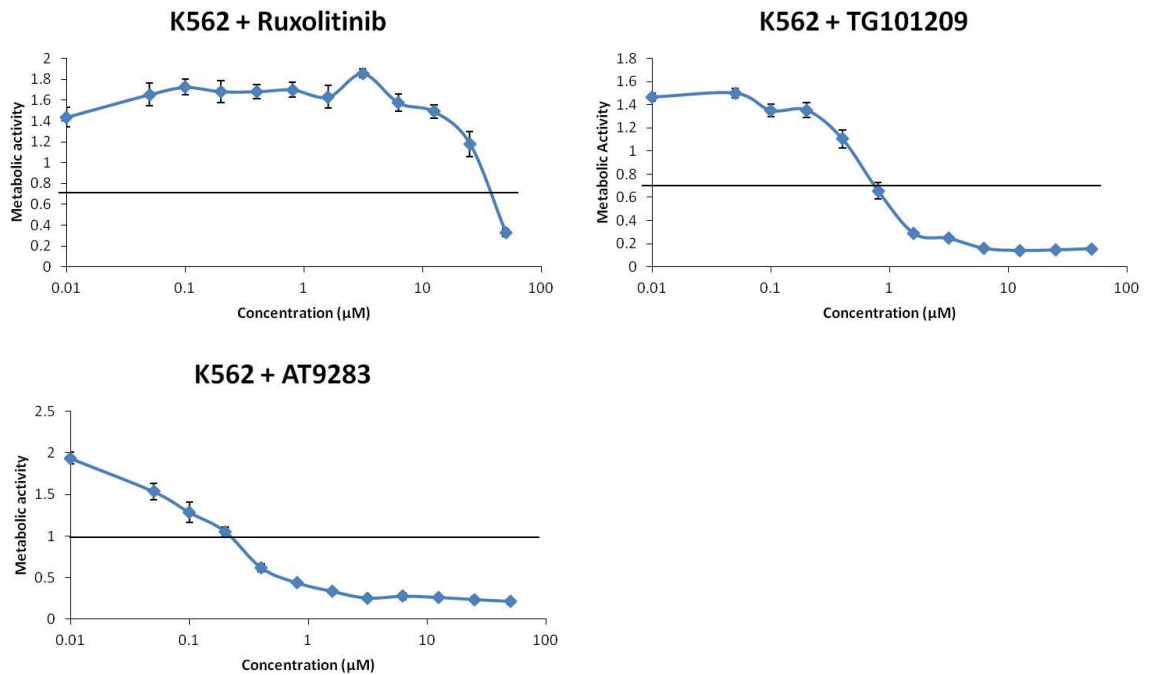 K562 + Ruxolitinib
2
1.8
1.6
1.4
1.2
1
0.8
0.6
0.4
0.2
0
Metabolic activity
0.01 0.1 1 10 100
Concentration (µM)
K562 + TG101209
1.8
1.6
1.4
1.2
1
0.8
0.6
0.4
0.2
0
Metabolic Activity
0.01 0.1 1 10 100
Concentration (µM)
K562 + AT9283
2.5
2
1.5
1
0.5
0
Metabolic activity
0.01 0.1 1 10 100
Concentration (µM)